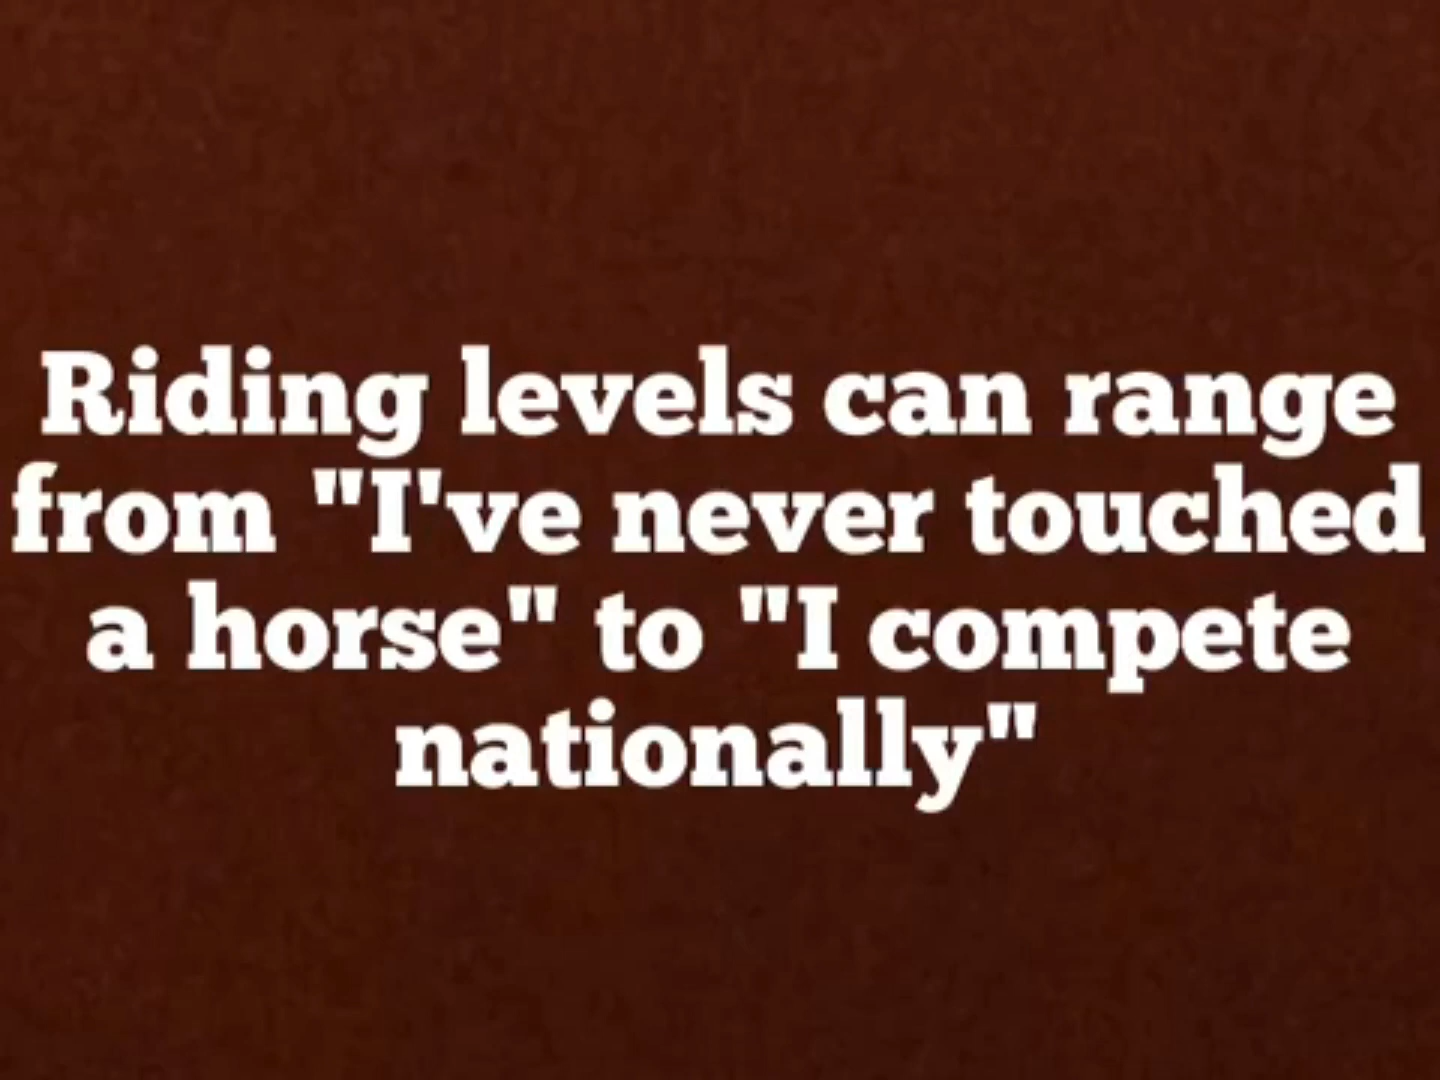 Riding levels can range
from "I've never touched
a horse" to "I compete
nationally"